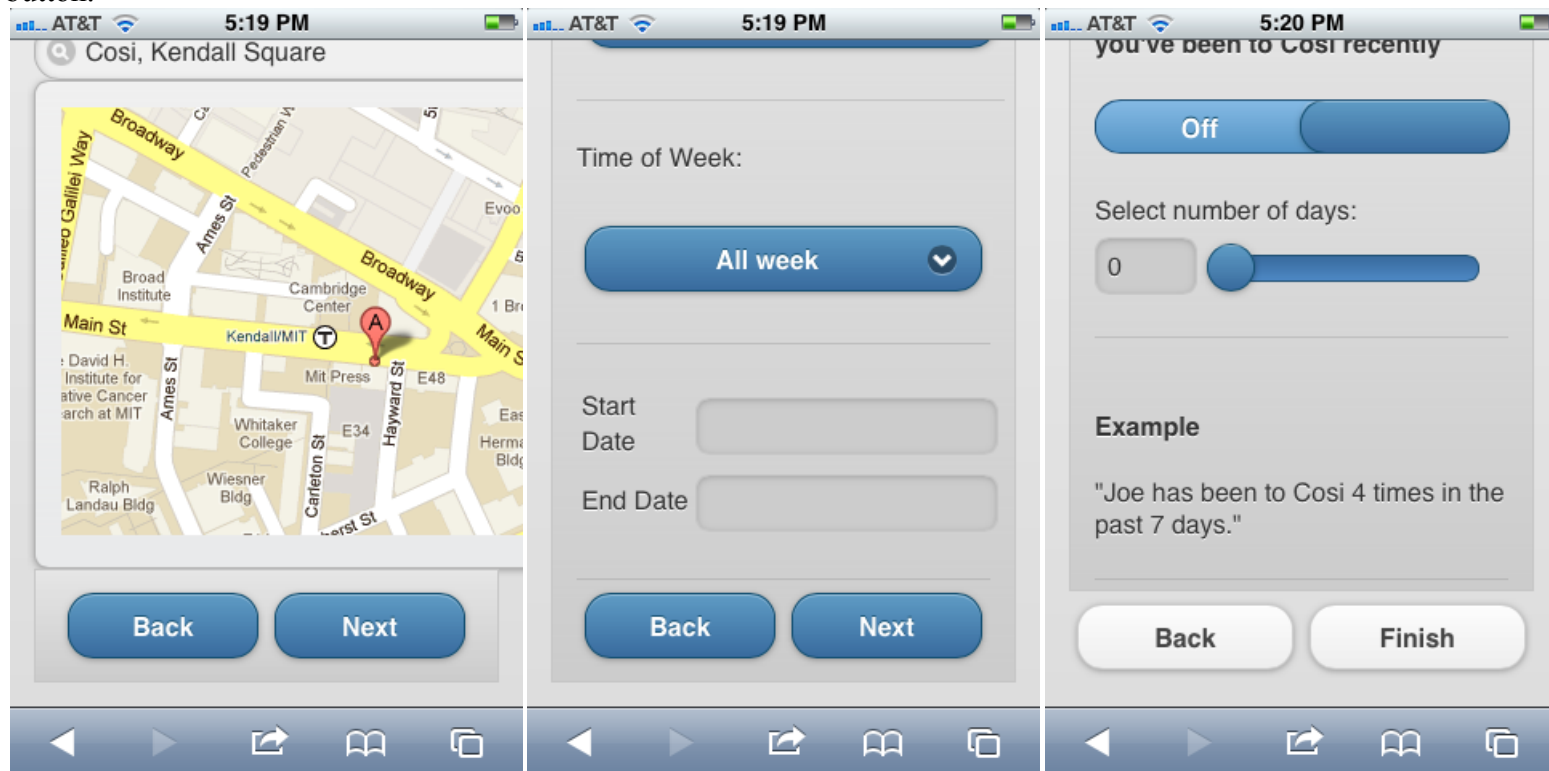 button.
AT&T 5:19 PM
Cosi, Kendall Square
Broadway
Pedestrian
Galilei Way
Ames St
Evoo
Broadway
Broad
Institute
Cambridge
Center
Main St
Kendall/MIT T
A
Main S
David H.
Institute for
ative Cancer
earch at MIT
Ames St
Mit Press
Hayward St
E48
Whitaker
College
E34
Carleton St
Ralph
Landau Bldg
Wiesner
Bldg
herst St
Back Next
AT&T 5:19 PM
Time of Week:
All week
Start
Date
End Date
Back Next
AT&T 5:20 PM
you've been to Cosi recently
Off
Select number of days:
0
Example
"Joe has been to Cosi 4 times in the
past 7 days."
Back Finish